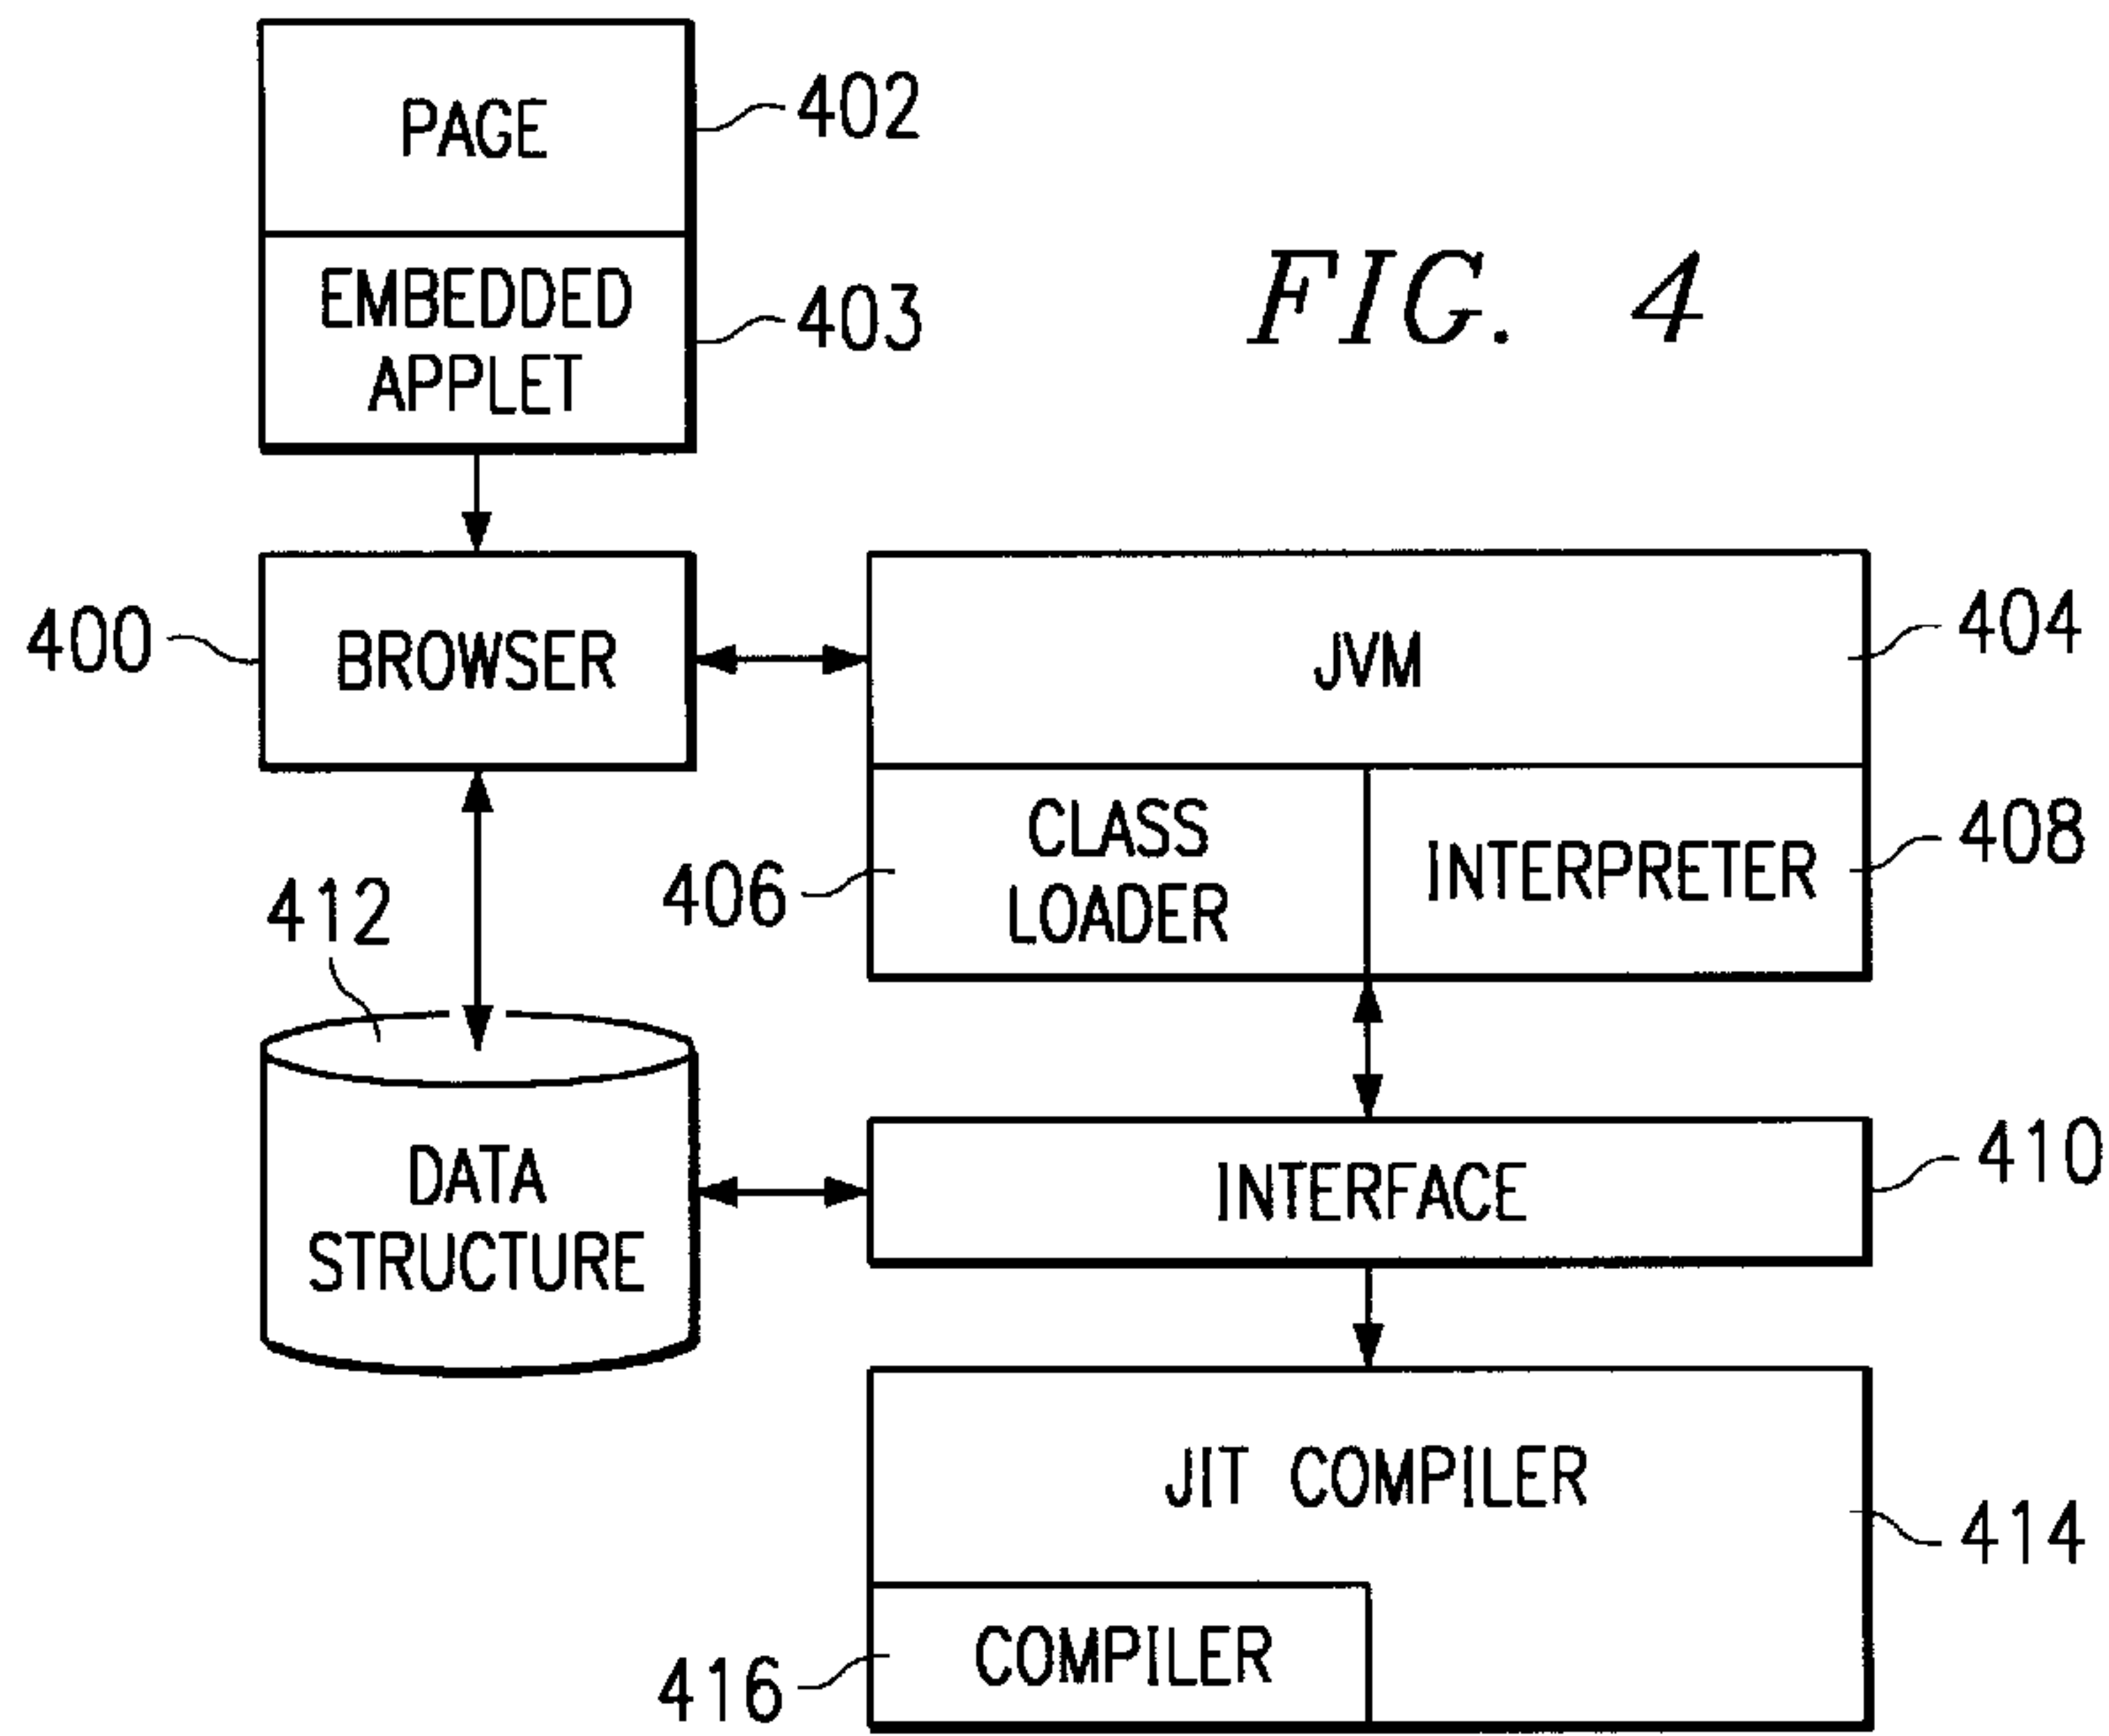 PAGE
402
EMBEDDED
APPLET
403
FIG. 4
400
BROWSER
JVM
404
CLASS
LOADER
406
INTERPRETER
408
412
DATA
STRUCTURE
INTERFACE
410
JIT COMPILER
414
COMPILER
416